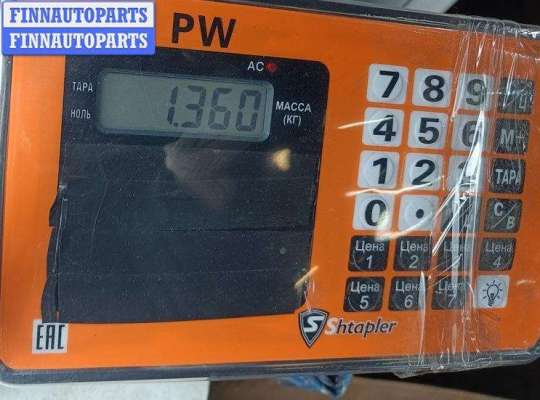 FINNAUTOPARTS
FINNAUTOPARTS
PW
AC
ТАРА
НОЛЬ
1.360
МАССА
(КГ)
7 8 9
4 5 6 М+
1 2 ТАРА
0 . С/В
Цена 1
Цена 2
Цена 4
Цена 5
Цена 6
Цена 7
EAC
Shtapler